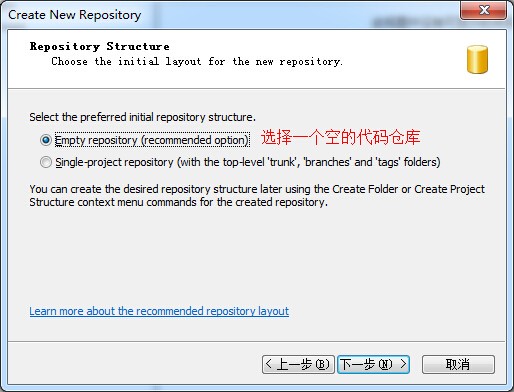 Create New Repository
Repository Structure
Choose the initial layout for the new repository.
Select the preferred initial repository structure.
Empty repository (recommended option) 选择一个空的代码仓库
Single-project repository (with the top-level 'trunk', 'branches' and 'tags' folders)
You can create the desired repository structure later using the Create Folder or Create Project
Structure context menu commands for the created repository.
Learn more about the recommended repository layout
< 上一步(B) 下一步(N) > 取消